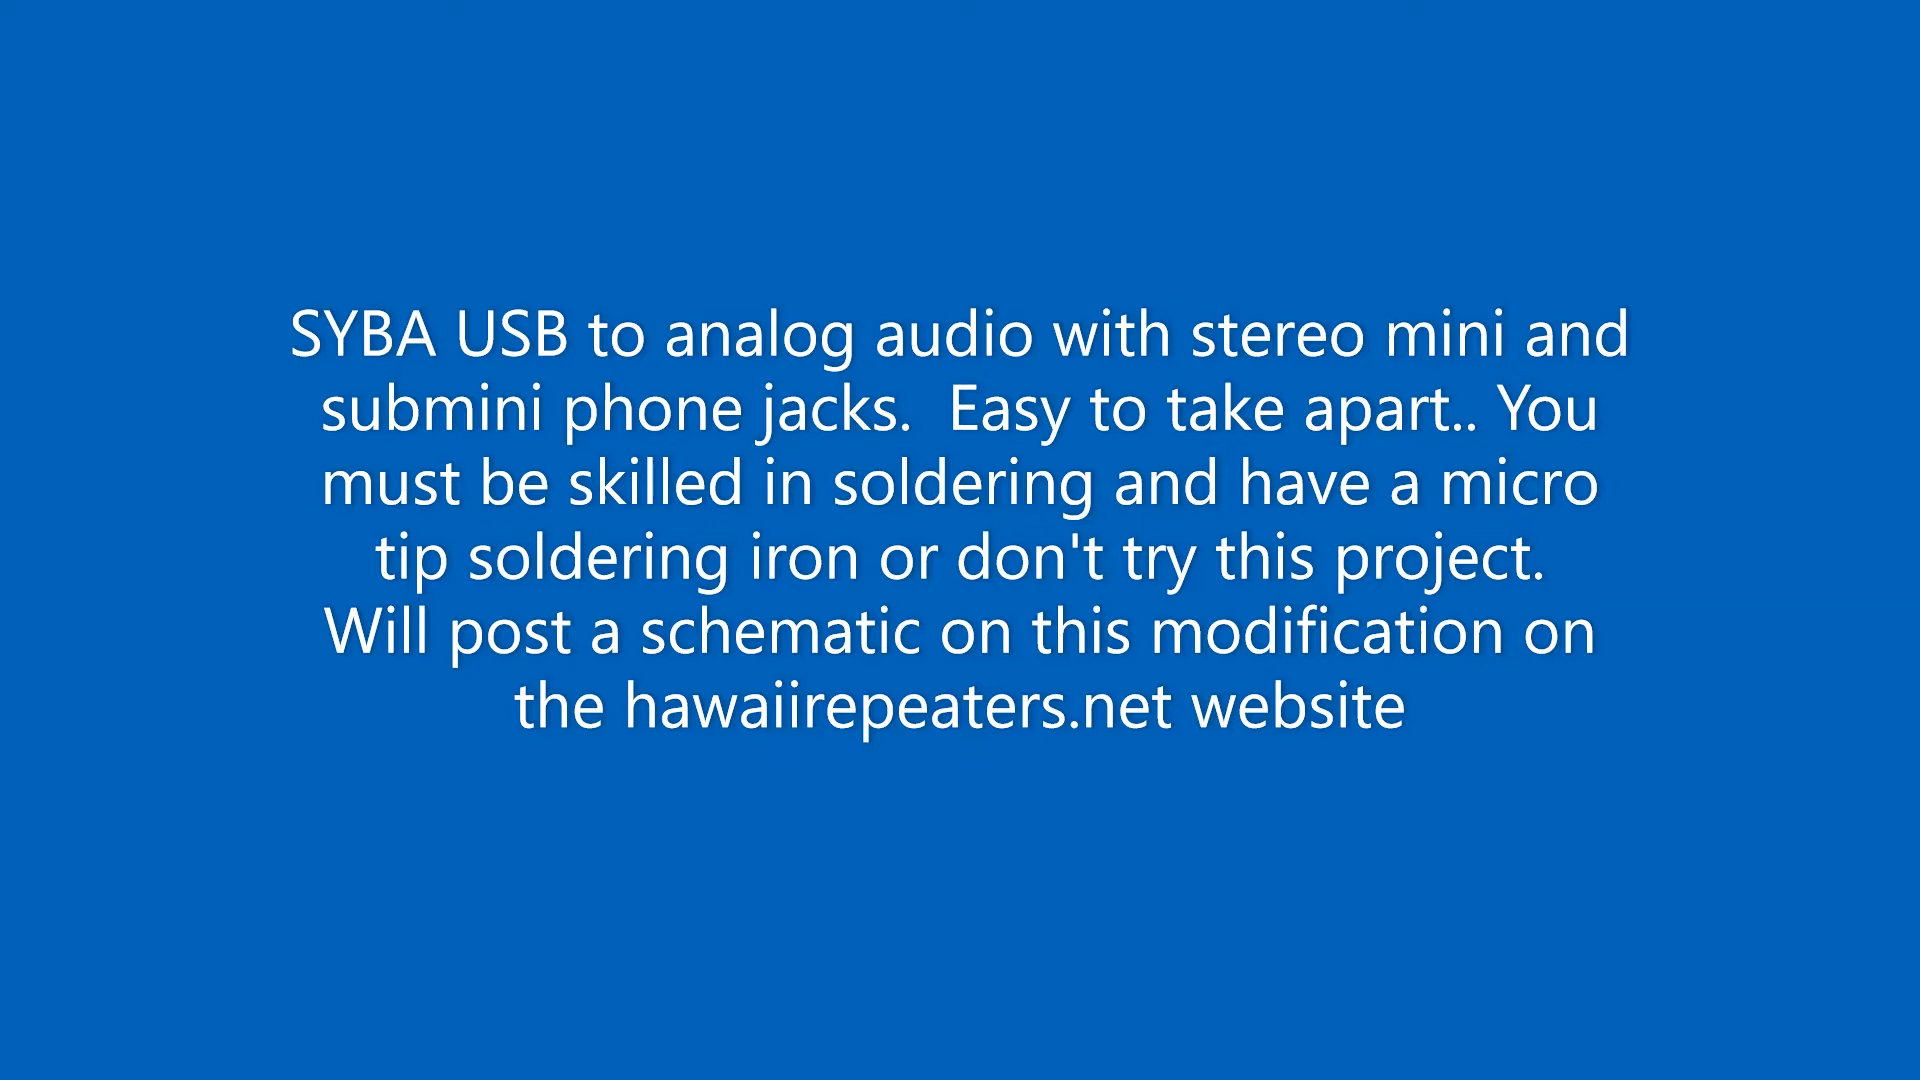 SYBA USB to analog audio with stereo mini and
submini phone jacks.  Easy to take apart.. You
must be skilled in soldering and have a micro
tip soldering iron or don't try this project.
Will post a schematic on this modification on
the hawaiirepeaters.net website